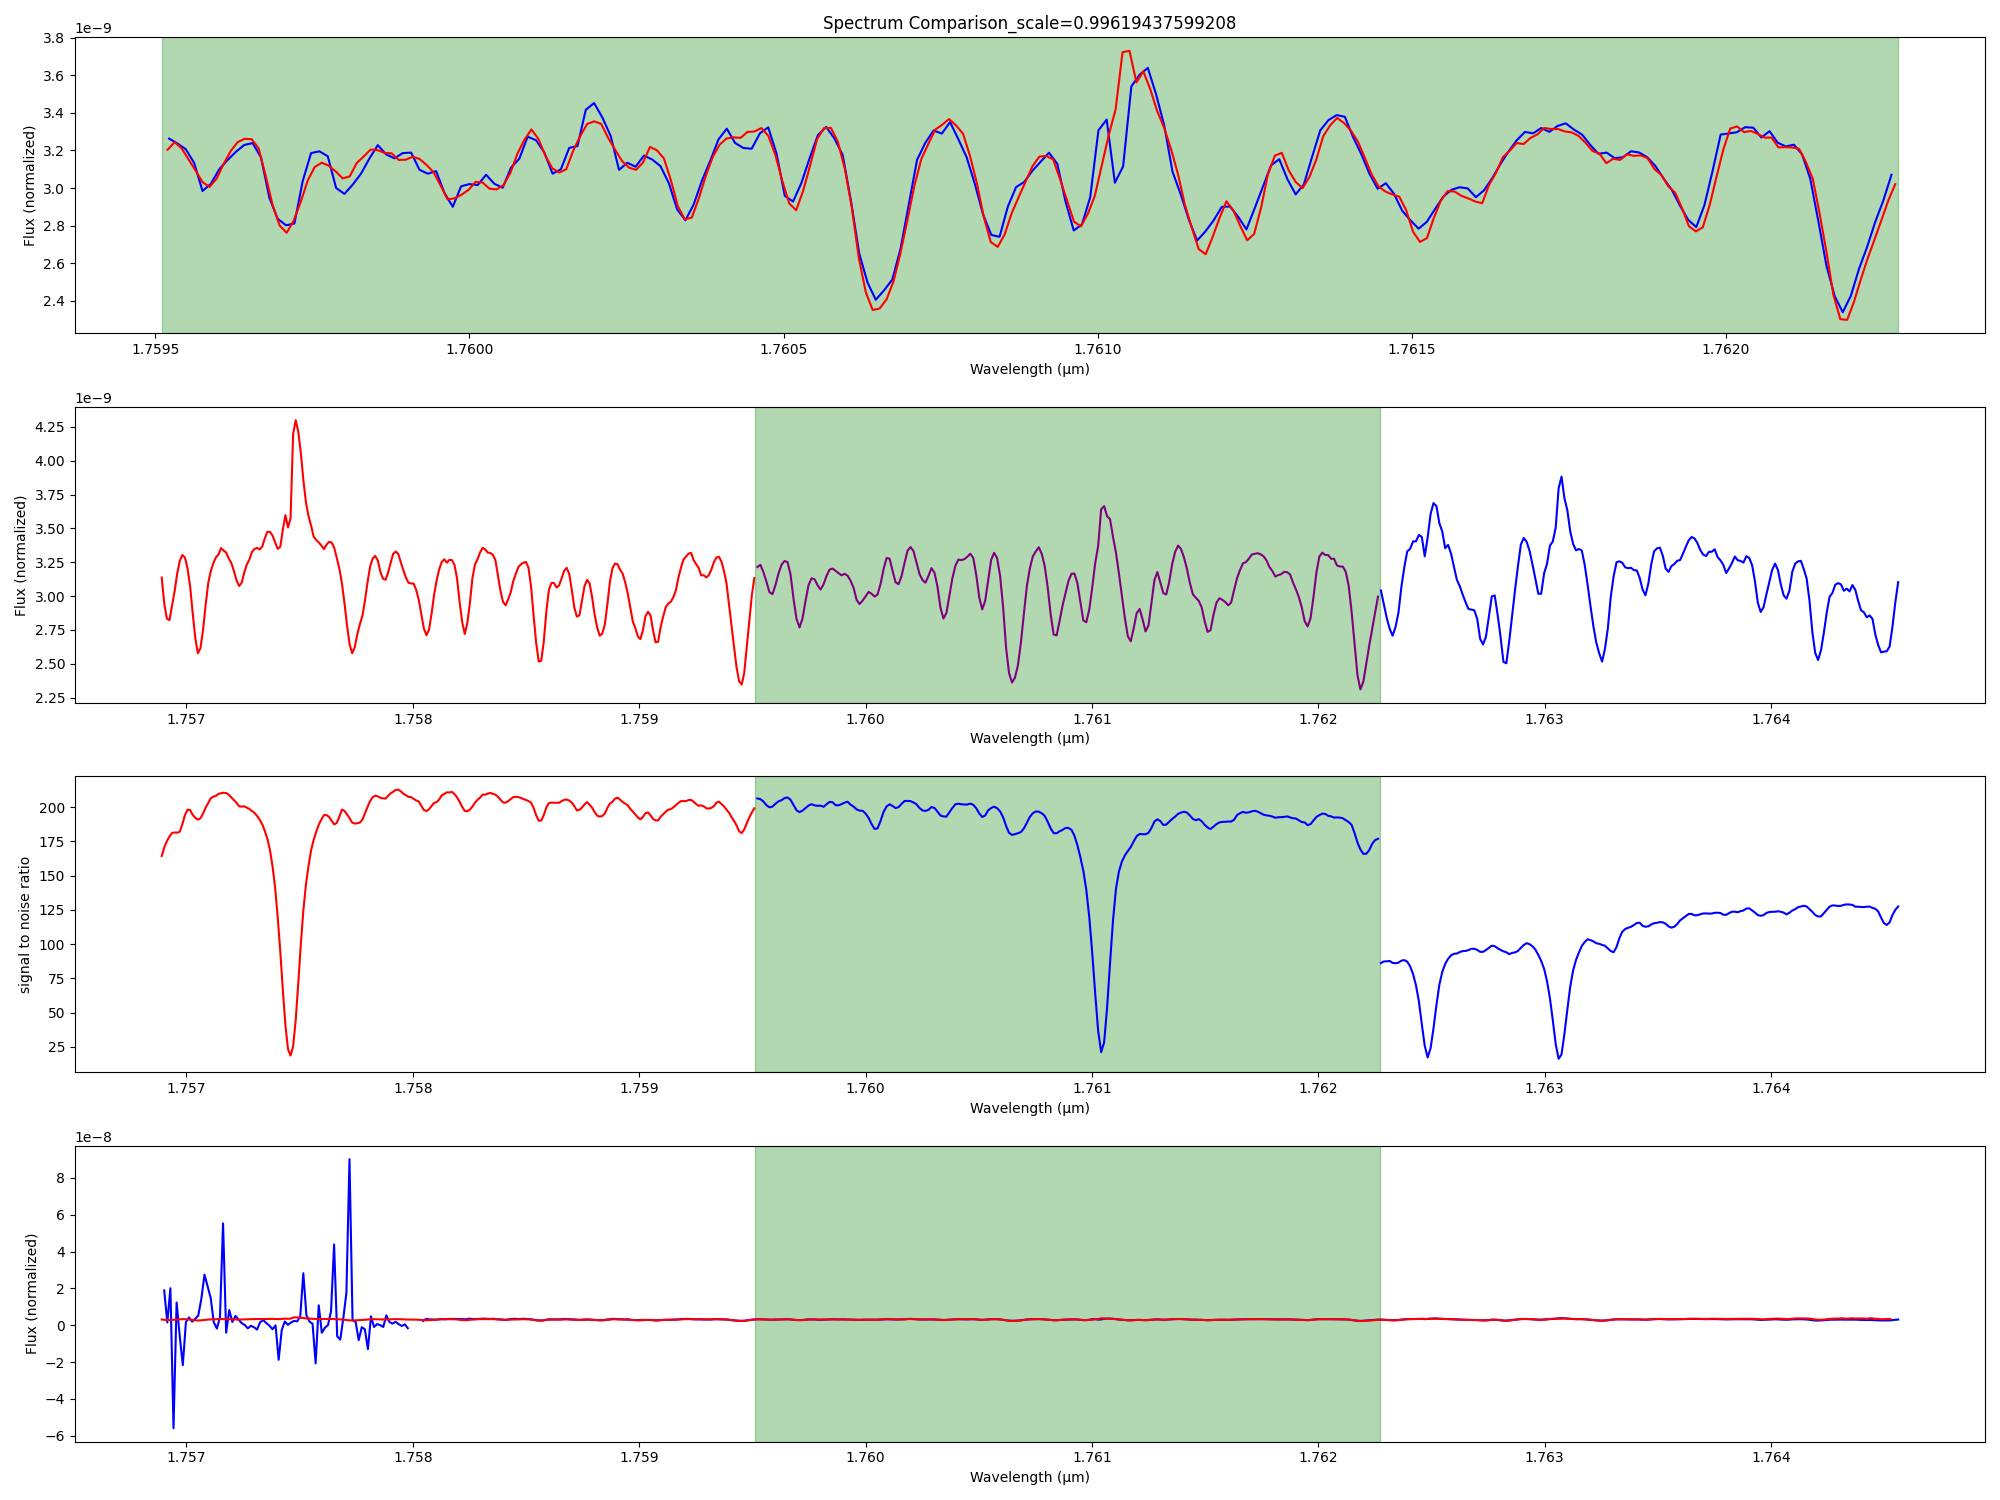 Spectrum Comparison_scale=0.99619437599208
1e−9
3.8
3.6
3.4
3.2
3.0
2.8
2.6
2.4
Flux (normalized)
1.7595 1.7600 1.7605 1.7610 1.7615 1.7620
Wavelength (μm)
1e−9
4.25
4.00
3.75
3.50
3.25
3.00
2.75
2.50
2.25
Flux (normalized)
1.757 1.758 1.759 1.760 1.761 1.762 1.763 1.764
Wavelength (μm)
200
175
150
125
100
75
50
25
signal to noise ratio
1.757 1.758 1.759 1.760 1.761 1.762 1.763 1.764
Wavelength (μm)
1e−8
8
6
4
2
0
−2
−4
−6
Flux (normalized)
1.757 1.758 1.759 1.760 1.761 1.762 1.763 1.764
Wavelength (μm)